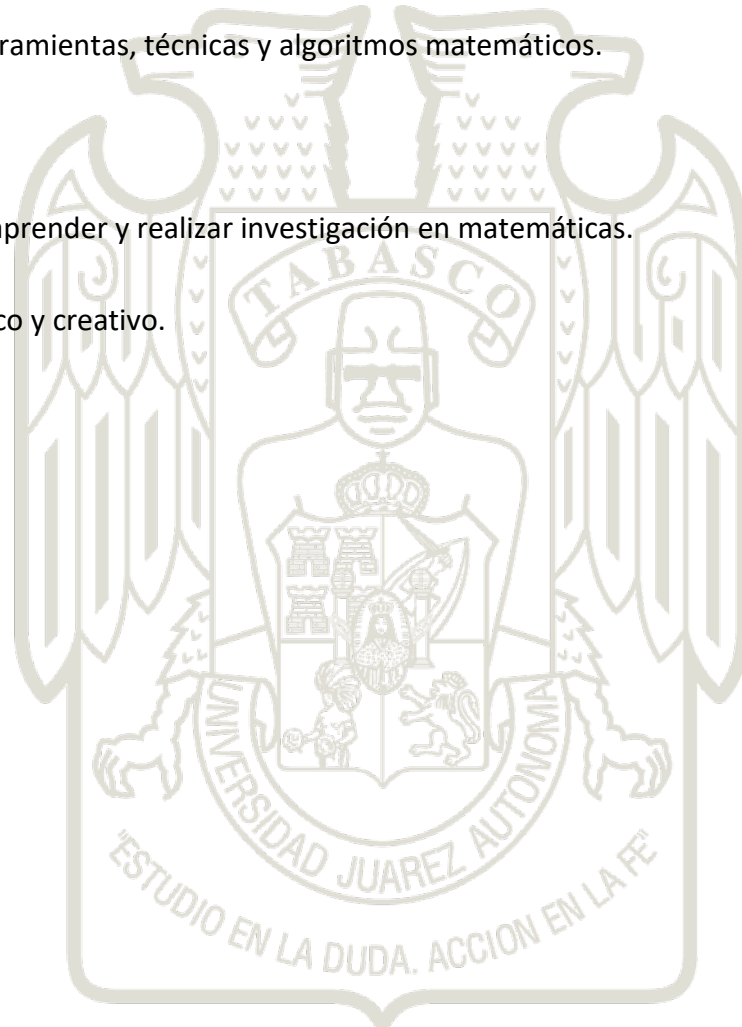 ramientas, técnicas y algoritmos matemáticos.
prender y realizar investigación en matemáticas.
co y creativo.
TABASCO
UNIVERSIDAD JUAREZ AUTONOMA
"ESTUDIO EN LA DUDA. ACCION EN LA FE"